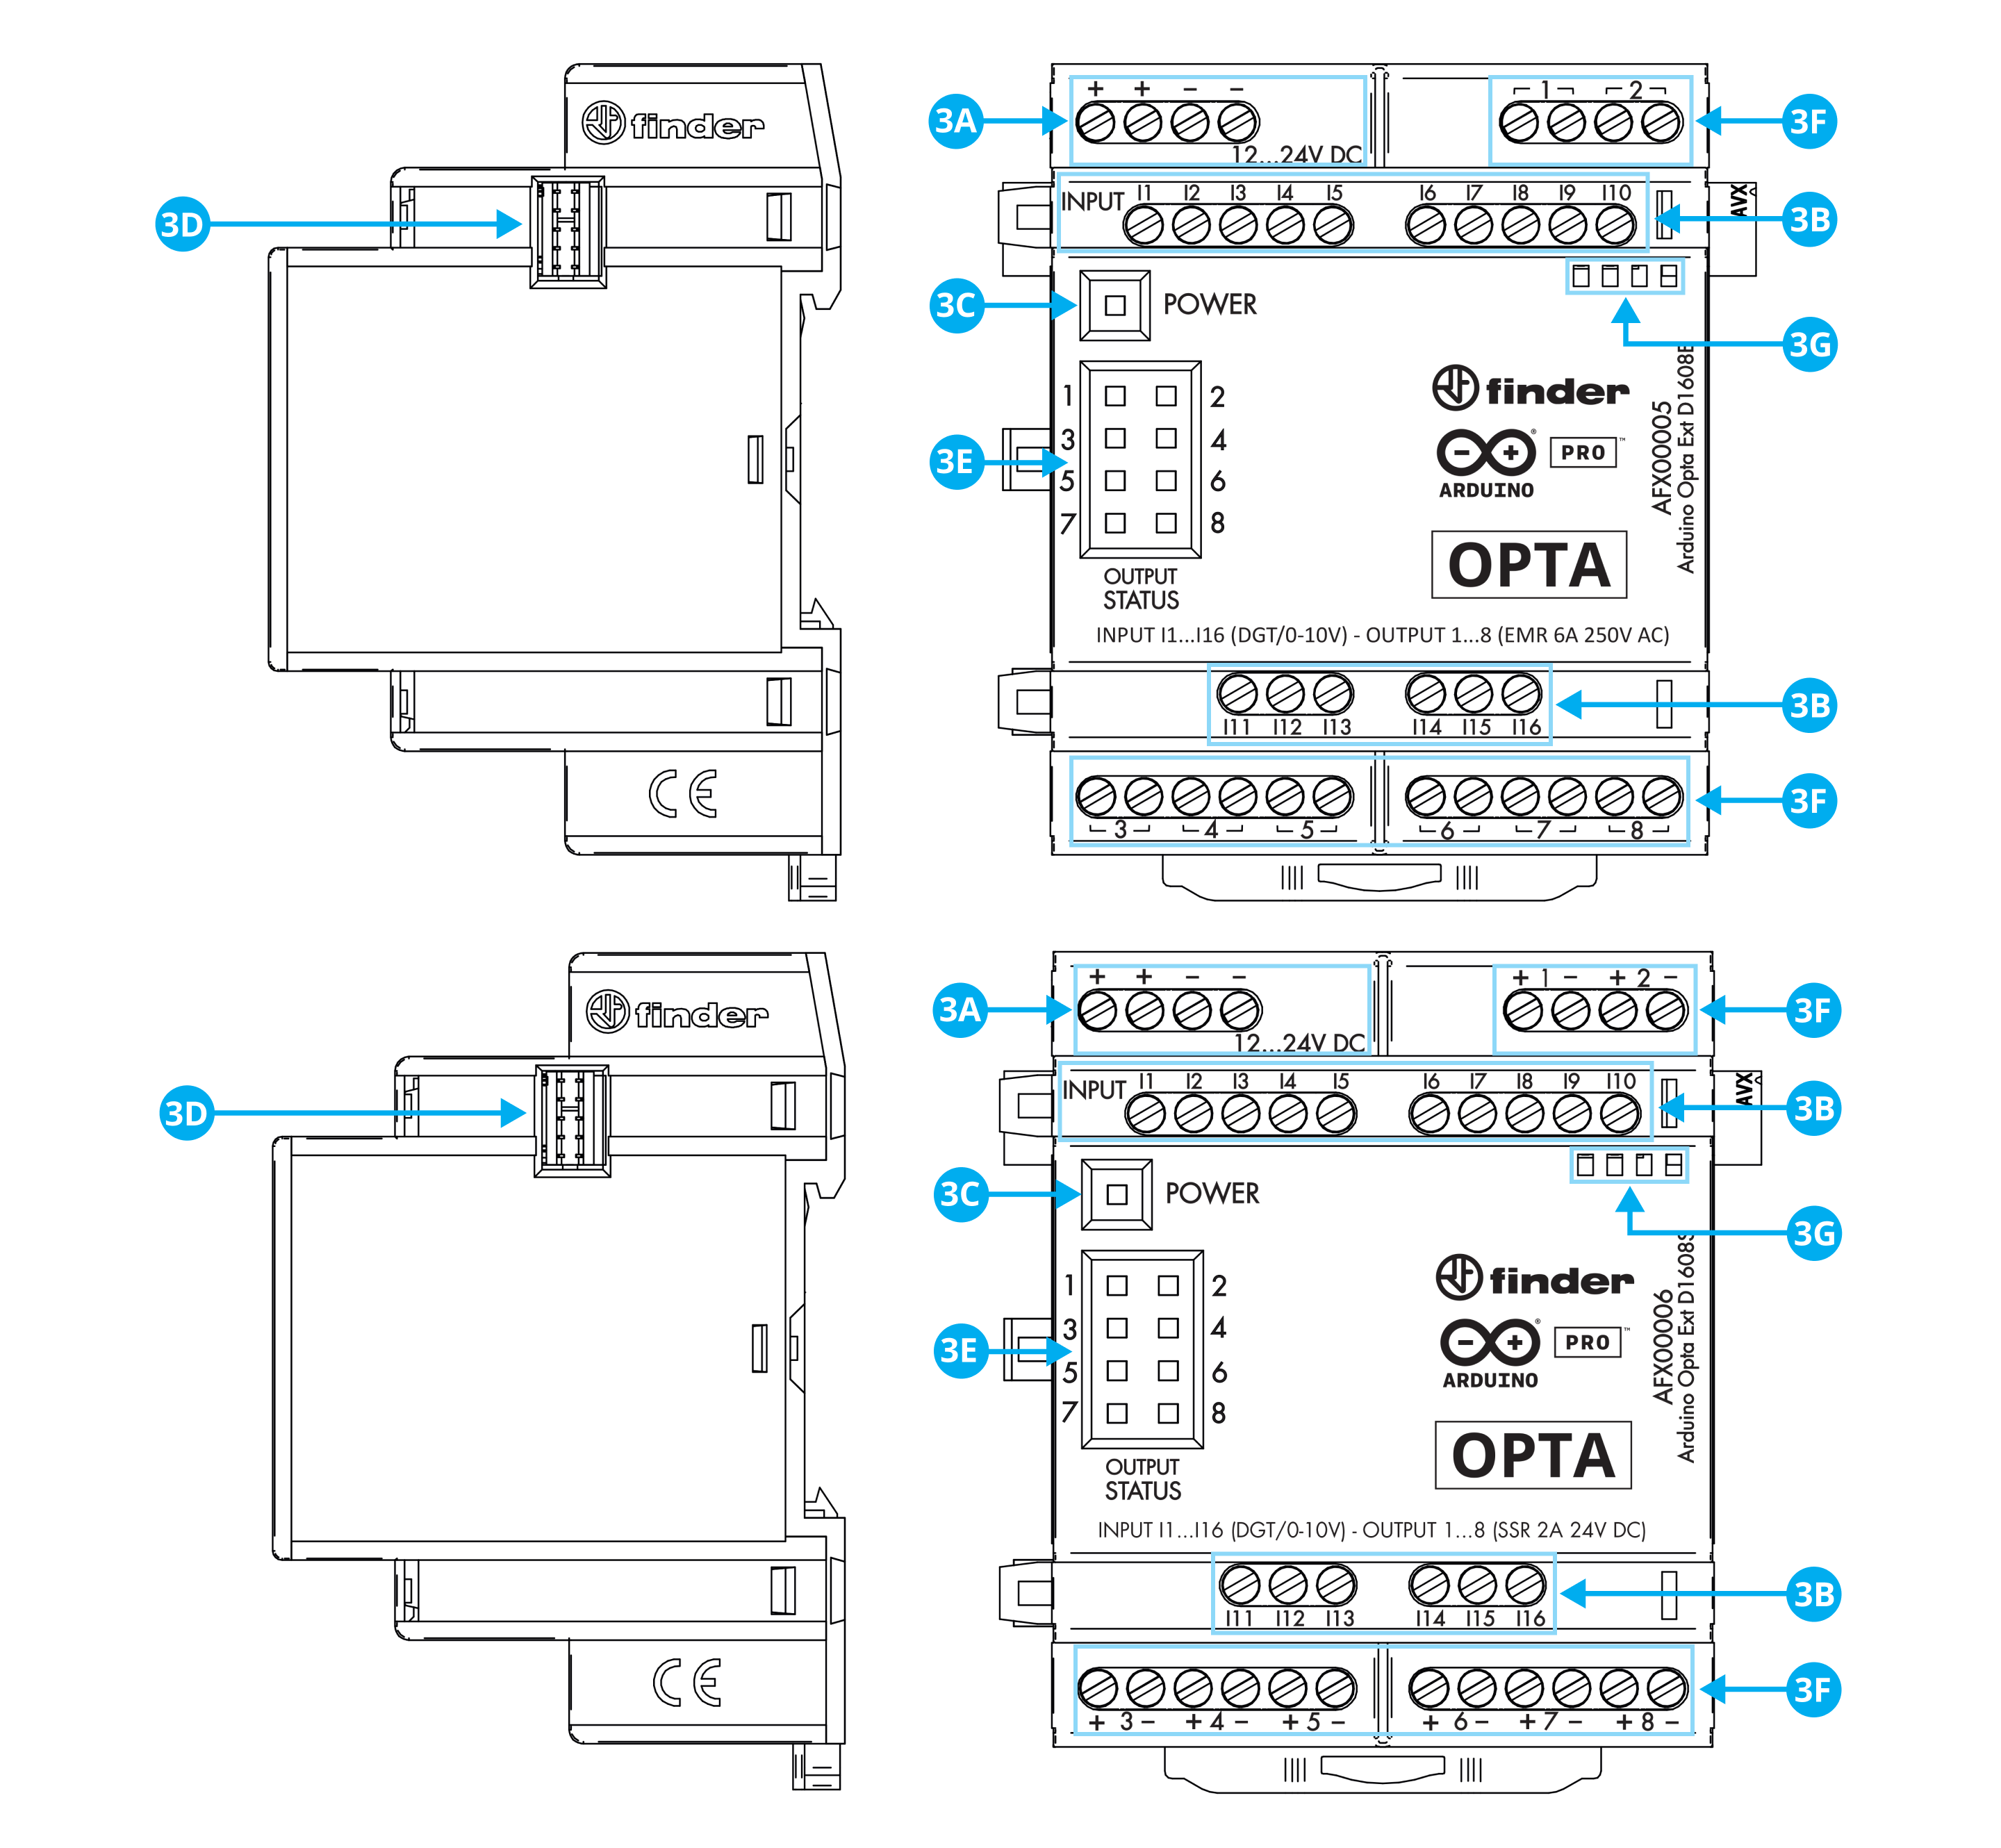 finder
3D
CE
+ + − −
12...24V DC
1 2
3A
3F
INPUT I1 I2 I3 I4 I5 I6 I7 I8 I9 I10
3B
AVX
3C
POWER
3G
1 2
3 4
5 6
7 8
3E
OUTPUT
STATUS
finder
ARDUINO
PRO™
OPTA
AFX00005
Arduino Opta Ext D1608E
INPUT I1...I16 (DGT/0-10V) - OUTPUT 1...8 (EMR 6A 250V AC)
I11 I12 I13 I14 I15 I16
3B
3 4 5 6 7 8
3F
finder
3D
CE
+ + − −
12...24V DC
+ 1 − + 2 −
3A
3F
INPUT I1 I2 I3 I4 I5 I6 I7 I8 I9 I10
3B
AVX
3C
POWER
3G
1 2
3 4
5 6
7 8
3E
OUTPUT
STATUS
finder
ARDUINO
PRO™
OPTA
AFX00006
Arduino Opta Ext D1608S
INPUT I1...I16 (DGT/0-10V) - OUTPUT 1...8 (SSR 2A 24V DC)
I11 I12 I13 I14 I15 I16
3B
+ 3 − + 4 − + 5 − + 6 − + 7 − + 8 −
3F